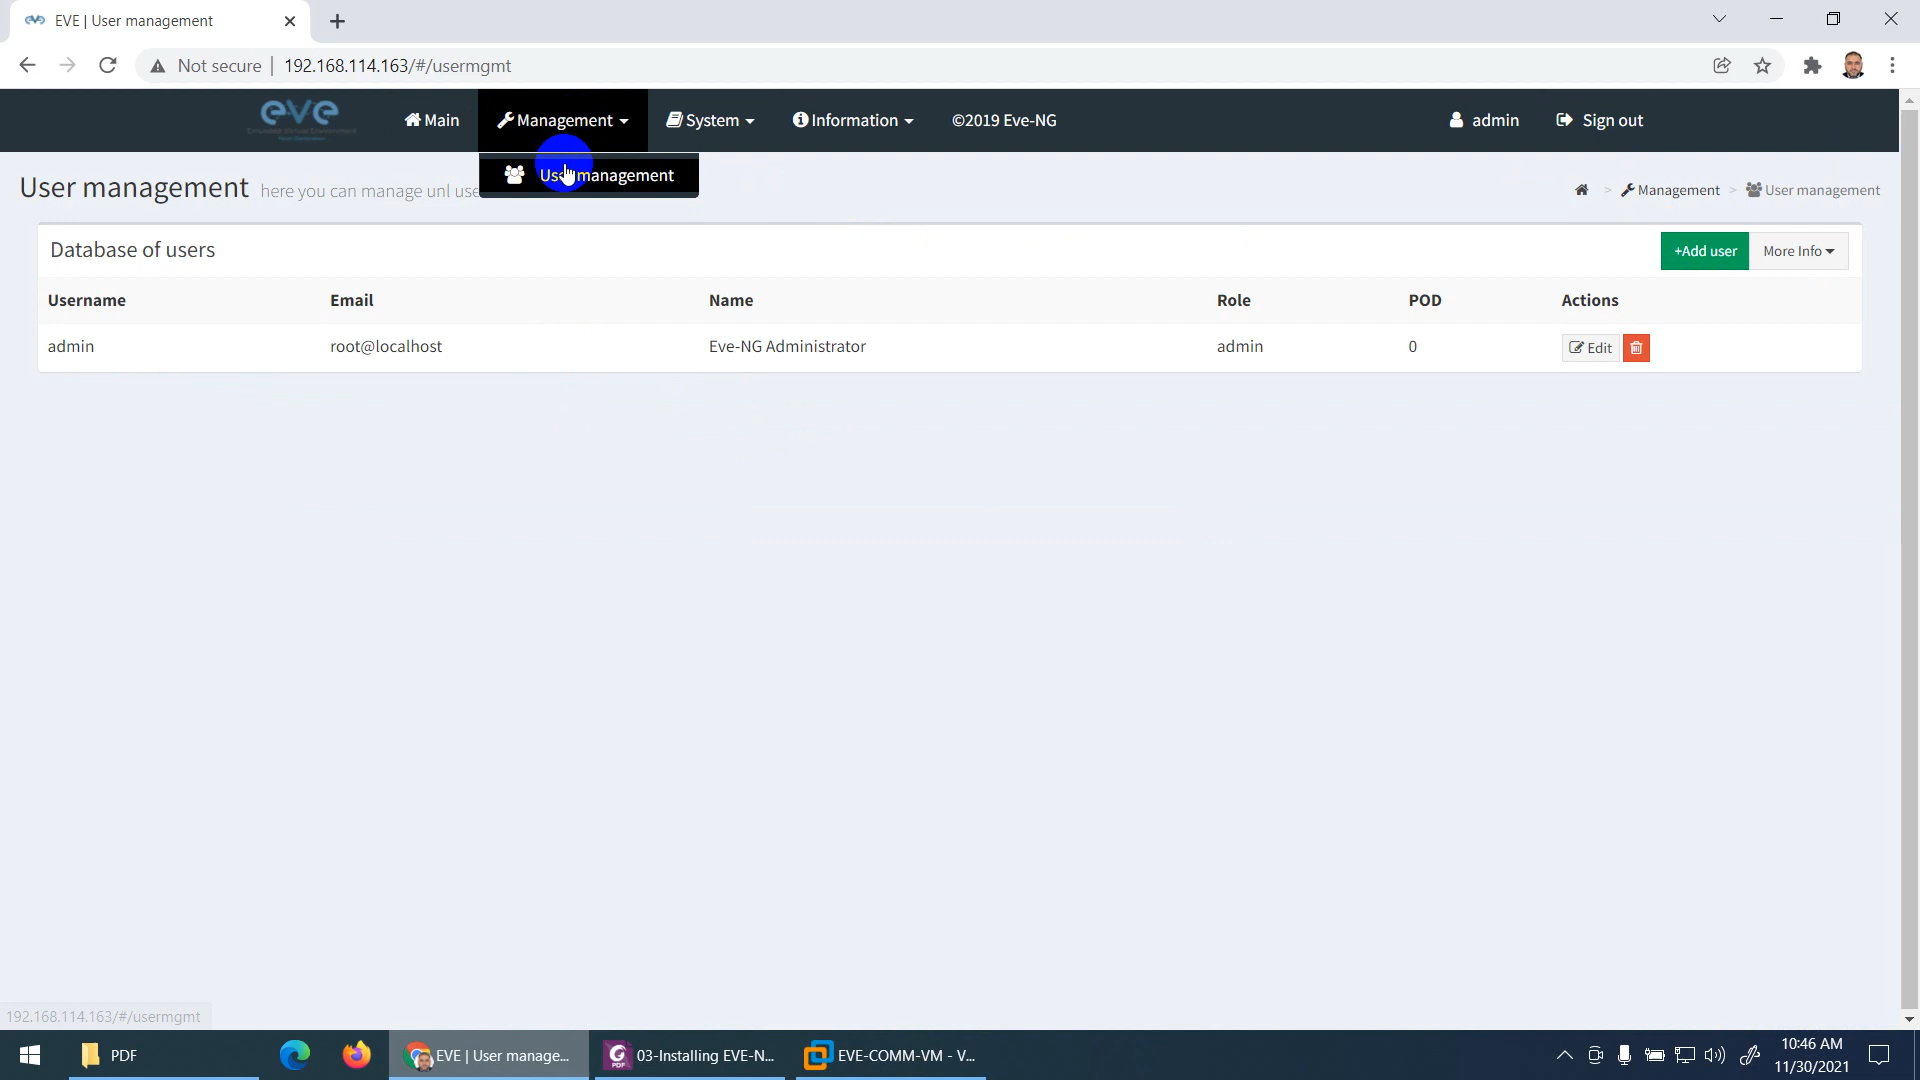 EVE | User management
Not secure
192.168.114.163/#/usermgmt
eve
Main
Management
System
Information
©2019 Eve-NG
admin
Sign out
User management
User management here you can manage unl use
Management > User management
Database of users
+Add user
More Info
Username Email Name Role POD Actions
admin root@localhost Eve-NG Administrator admin 0 Edit
192.168.114.163/#/usermgmt
PDF
EVE | User manage...
03-Installing EVE-N...
EVE-COMM-VM - V...
10:46 AM
11/30/2021